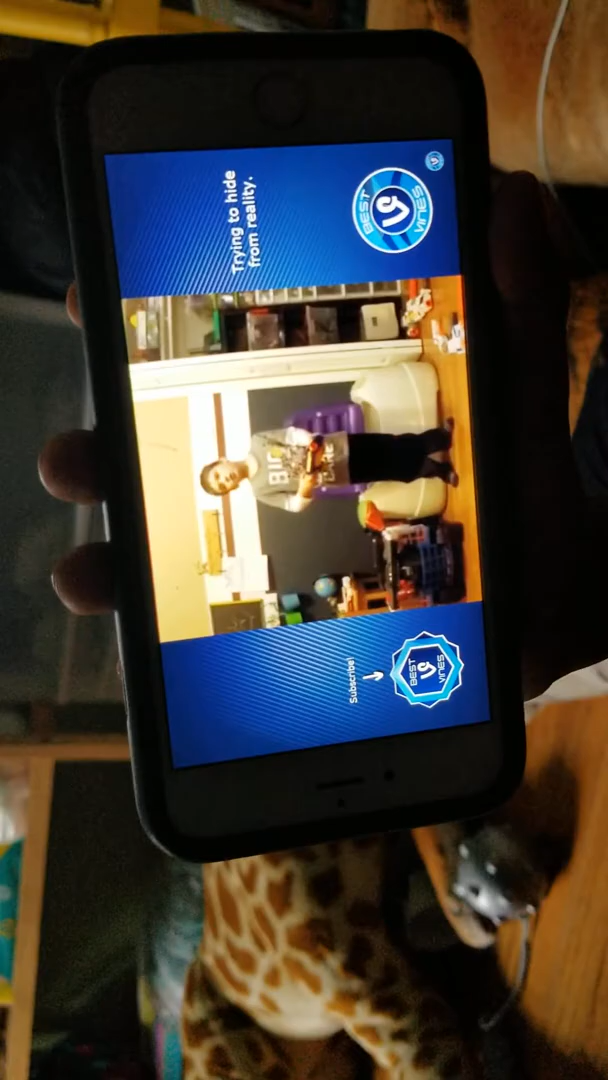 Trying to hide
from reality.
BEST
VINES
Subscribe!
BEST
VINES